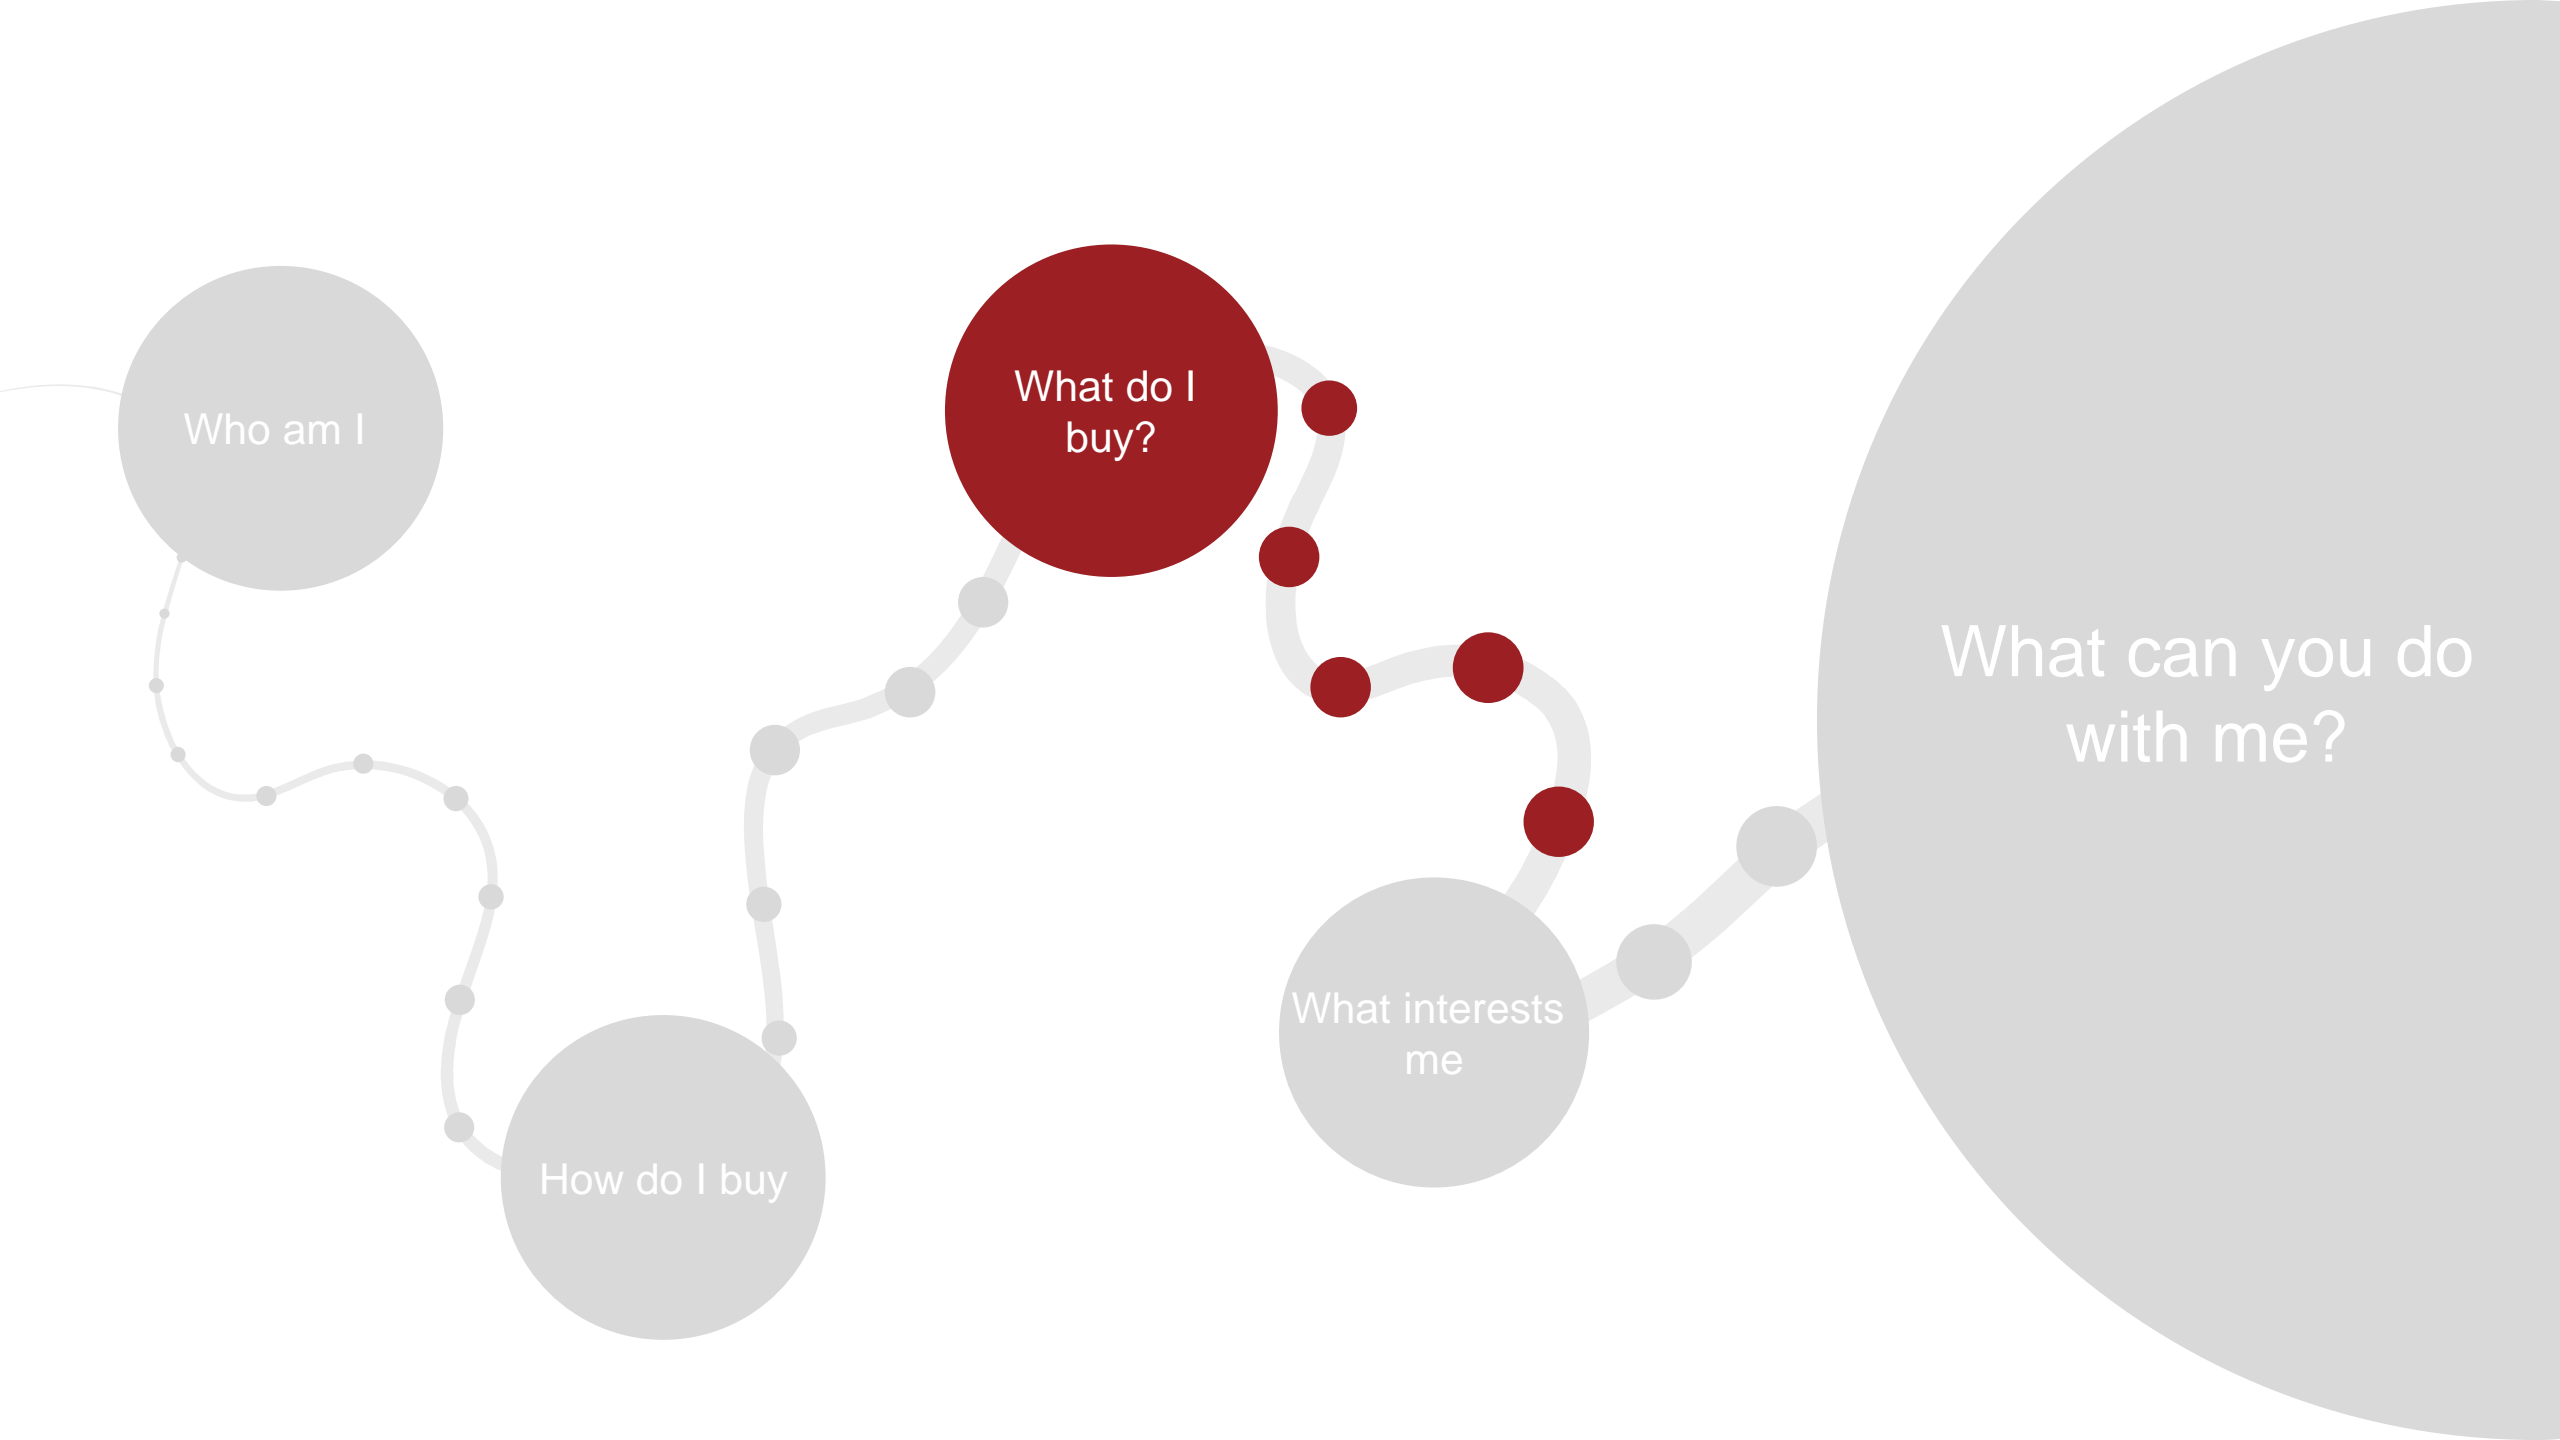 Who am I
How do I buy
What do I
buy?
What interests
me
What can you do
with me?